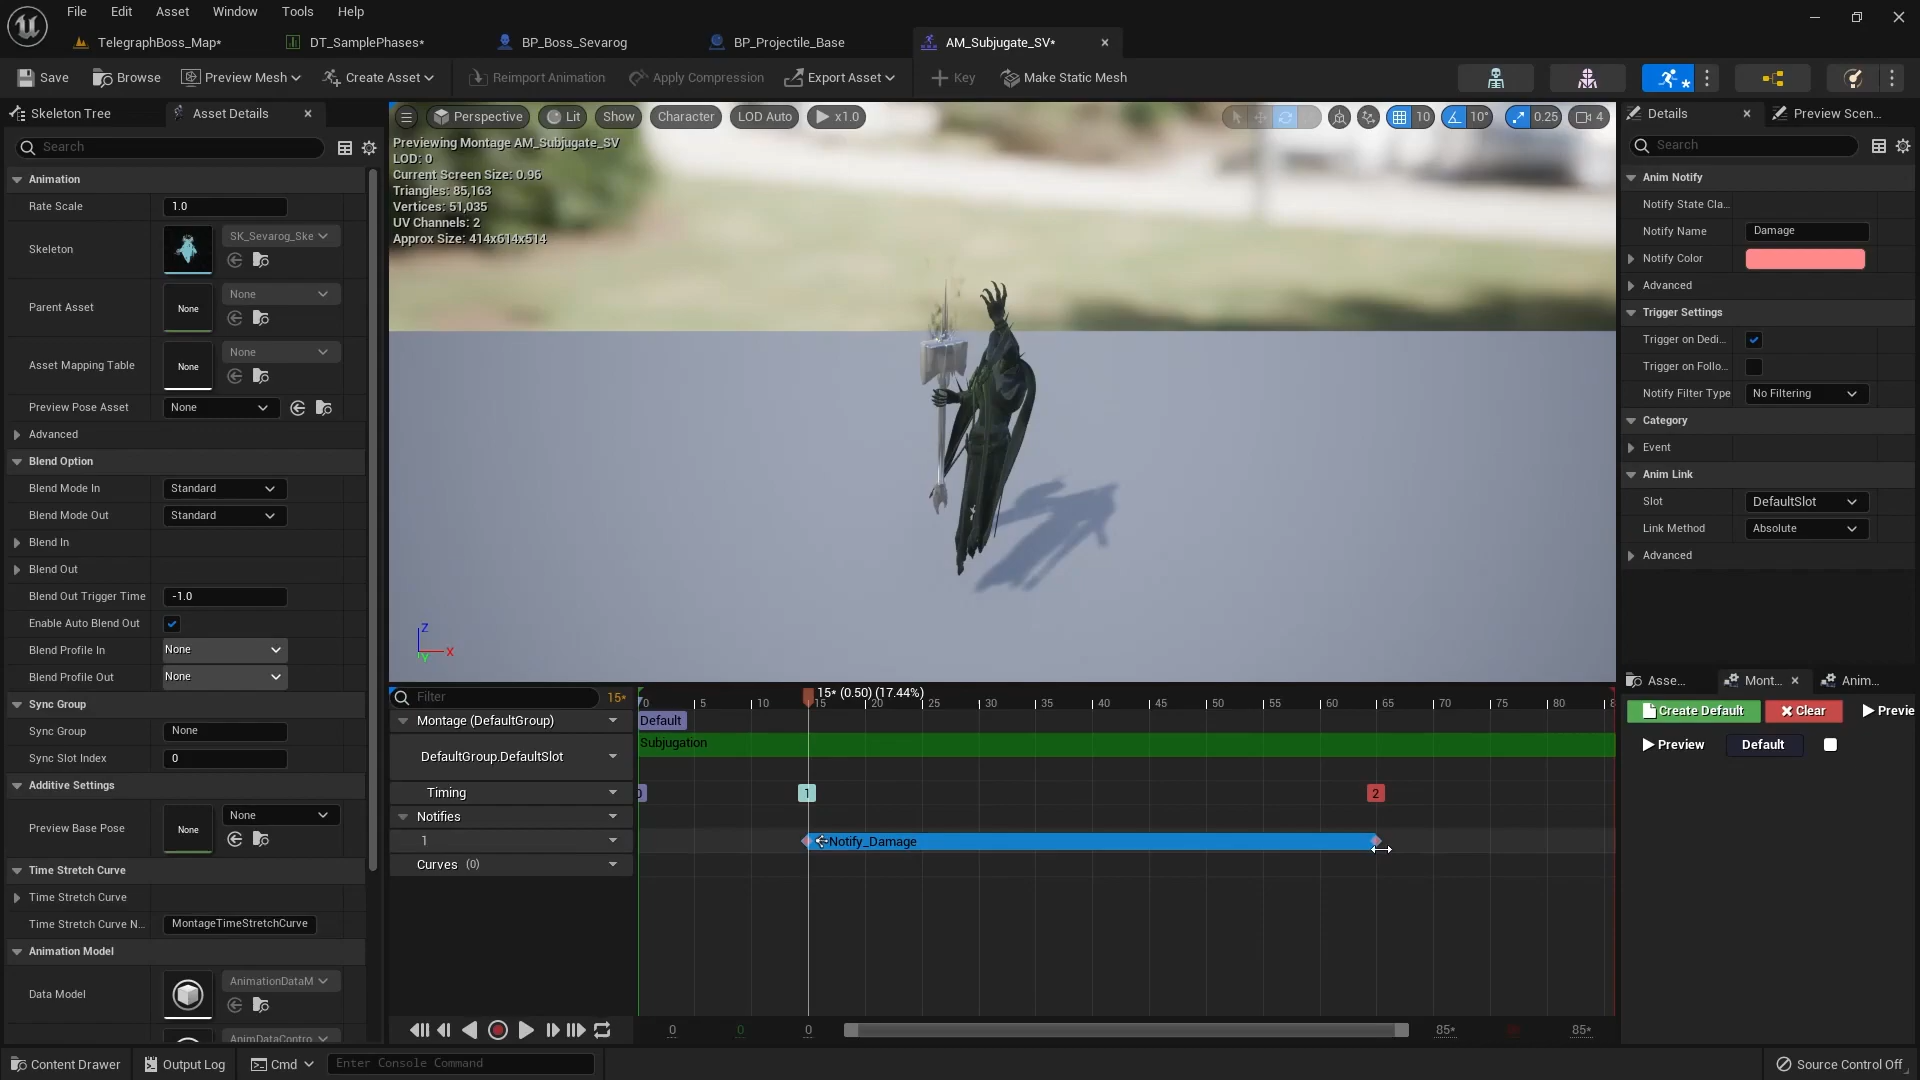 File Edit Asset Window Tools Help
TelegraphBoss_Map* DT_SamplePhases* BP_Boss_Sevarog BP_Projectile_Base AM_Subjugate_SV*
Save Browse Preview Mesh Create Asset Reimport Animation Apply Compression Export Asset Key Make Static Mesh
Skeleton Tree Asset Details
Search
Animation
Rate Scale 1.0
Skeleton SK_Sevarog_Ske
Parent Asset None None
Asset Mapping Table None None
Preview Pose Asset None
Advanced
Blend Option
Blend Mode In Standard
Blend Mode Out Standard
Blend In
Blend Out
Blend Out Trigger Time -1.0
Enable Auto Blend Out
Blend Profile In None
Blend Profile Out None
Sync Group
Sync Group None
Sync Slot Index 0
Additive Settings
Preview Base Pose None None
Time Stretch Curve
Time Stretch Curve
Time Stretch Curve N... MontageTimeStretchCurve
Animation Model
Data Model AnimationDataM
AnimDataContro
Perspective Lit Show Character LOD Auto x1.0 10 10° 0.25 4
Previewing Montage AM_Subjugate_SV
LOD: 0
Current Screen Size: 0.96
Triangles: 85,163
Vertices: 51,035
UV Channels: 2
Approx Size: 414x614x514
Z
X
Y
Filter 15* 15* (0.50) (17.44%)
0 5 10 15 20 25 30 35 40 45 50 55 60 65 70 75 80 8
Montage (DefaultGroup) Default
Subjugation
DefaultGroup.DefaultSlot
Timing 0 1 2
Notifies
1 Notify_Damage
Curves (0)
0 0 0 85* 85*
Details Preview Scen...
Search
Anim Notify
Notify State Cla...
Notify Name Damage
Notify Color
Advanced
Trigger Settings
Trigger on Dedi...
Trigger on Follo...
Notify Filter Type No Filtering
Category
Event
Anim Link
Slot DefaultSlot
Link Method Absolute
Advanced
Asse... Mont... Anim...
Create Default Clear Previe
Preview Default
Content Drawer Output Log Cmd Enter Console Command Source Control Off